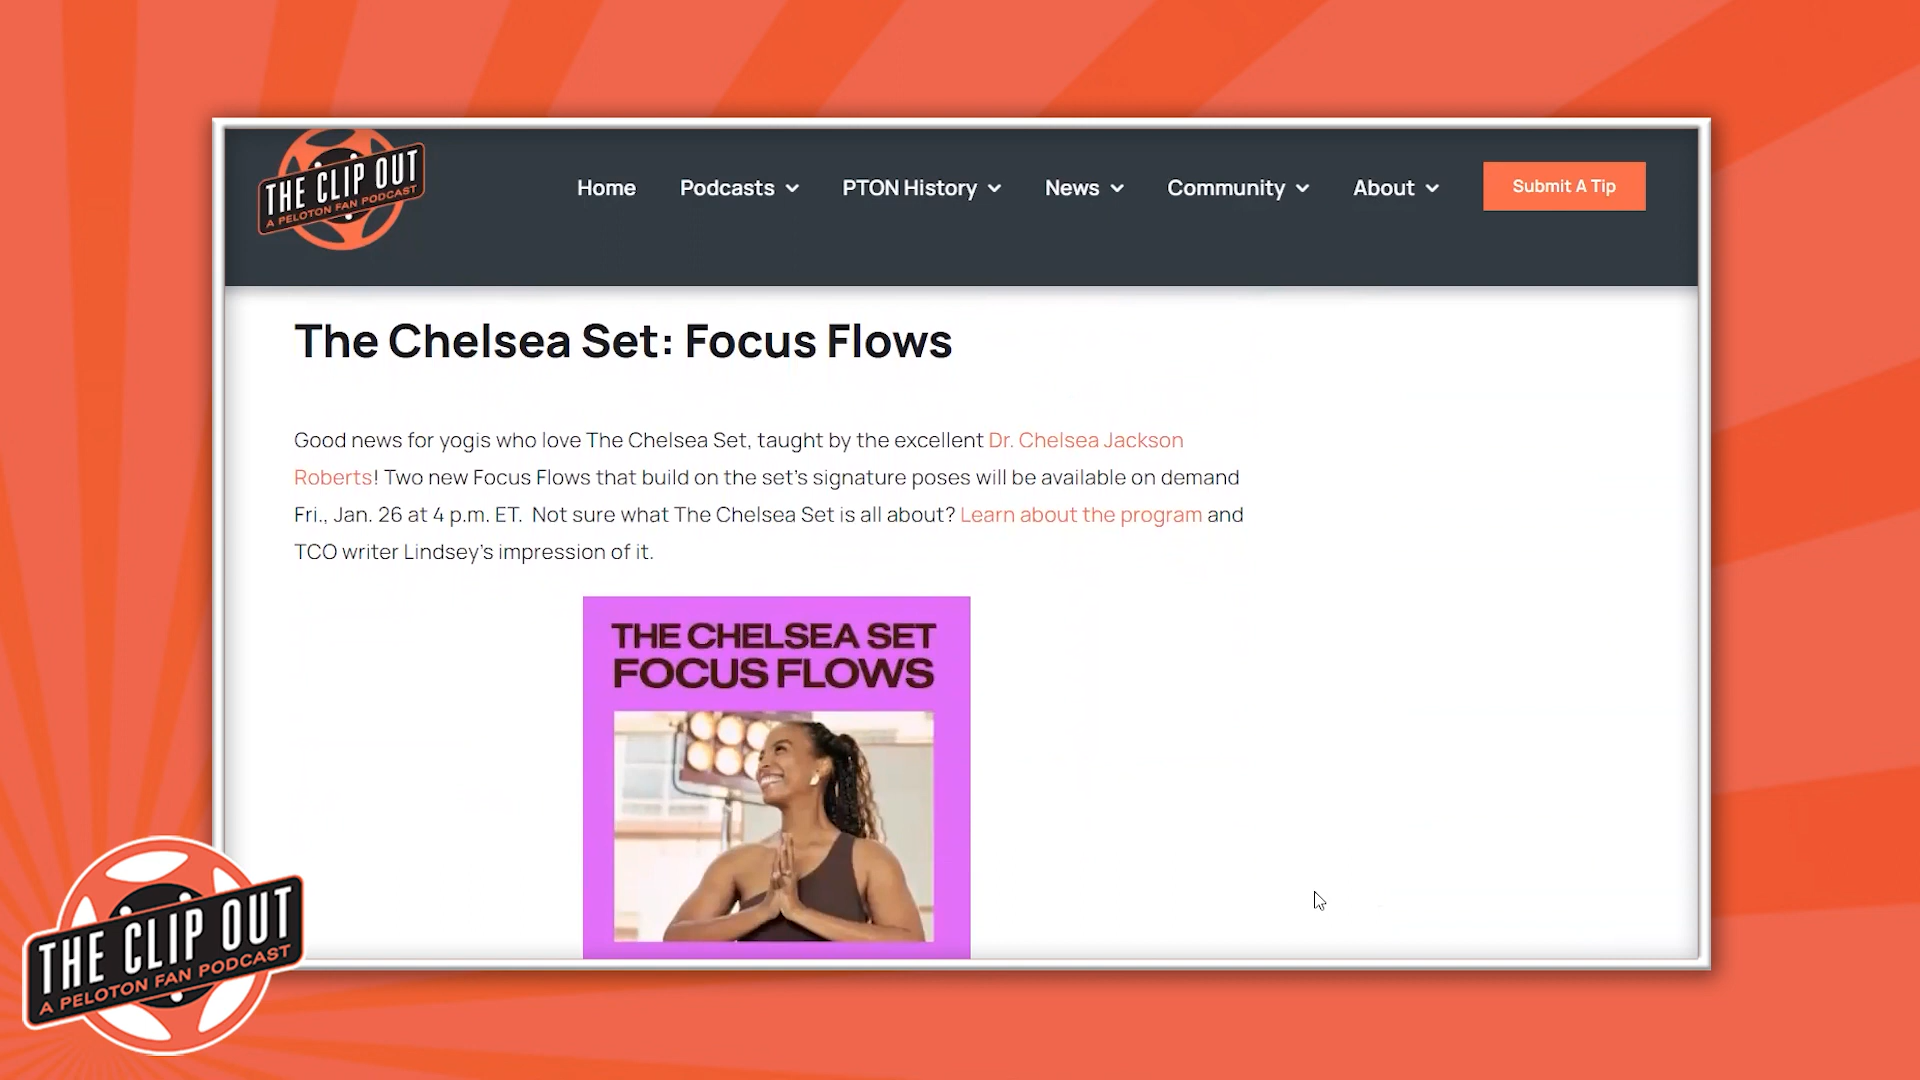 THE CLIP OUT
A PELOTON FAN PODCAST
Home
Podcasts
PTON History
News
Community
About
Submit A Tip
The Chelsea Set: Focus Flows
Good news for yogis who love The Chelsea Set, taught by the excellent Dr. Chelsea Jackson
Roberts! Two new Focus Flows that build on the set's signature poses will be available on demand
Fri., Jan. 26 at 4 p.m. ET.  Not sure what The Chelsea Set is all about? Learn about the program and
TCO writer Lindsey's impression of it.
THE CHELSEA SET
FOCUS FLOWS
THE CLIP OUT
A PELOTON FAN PODCAST